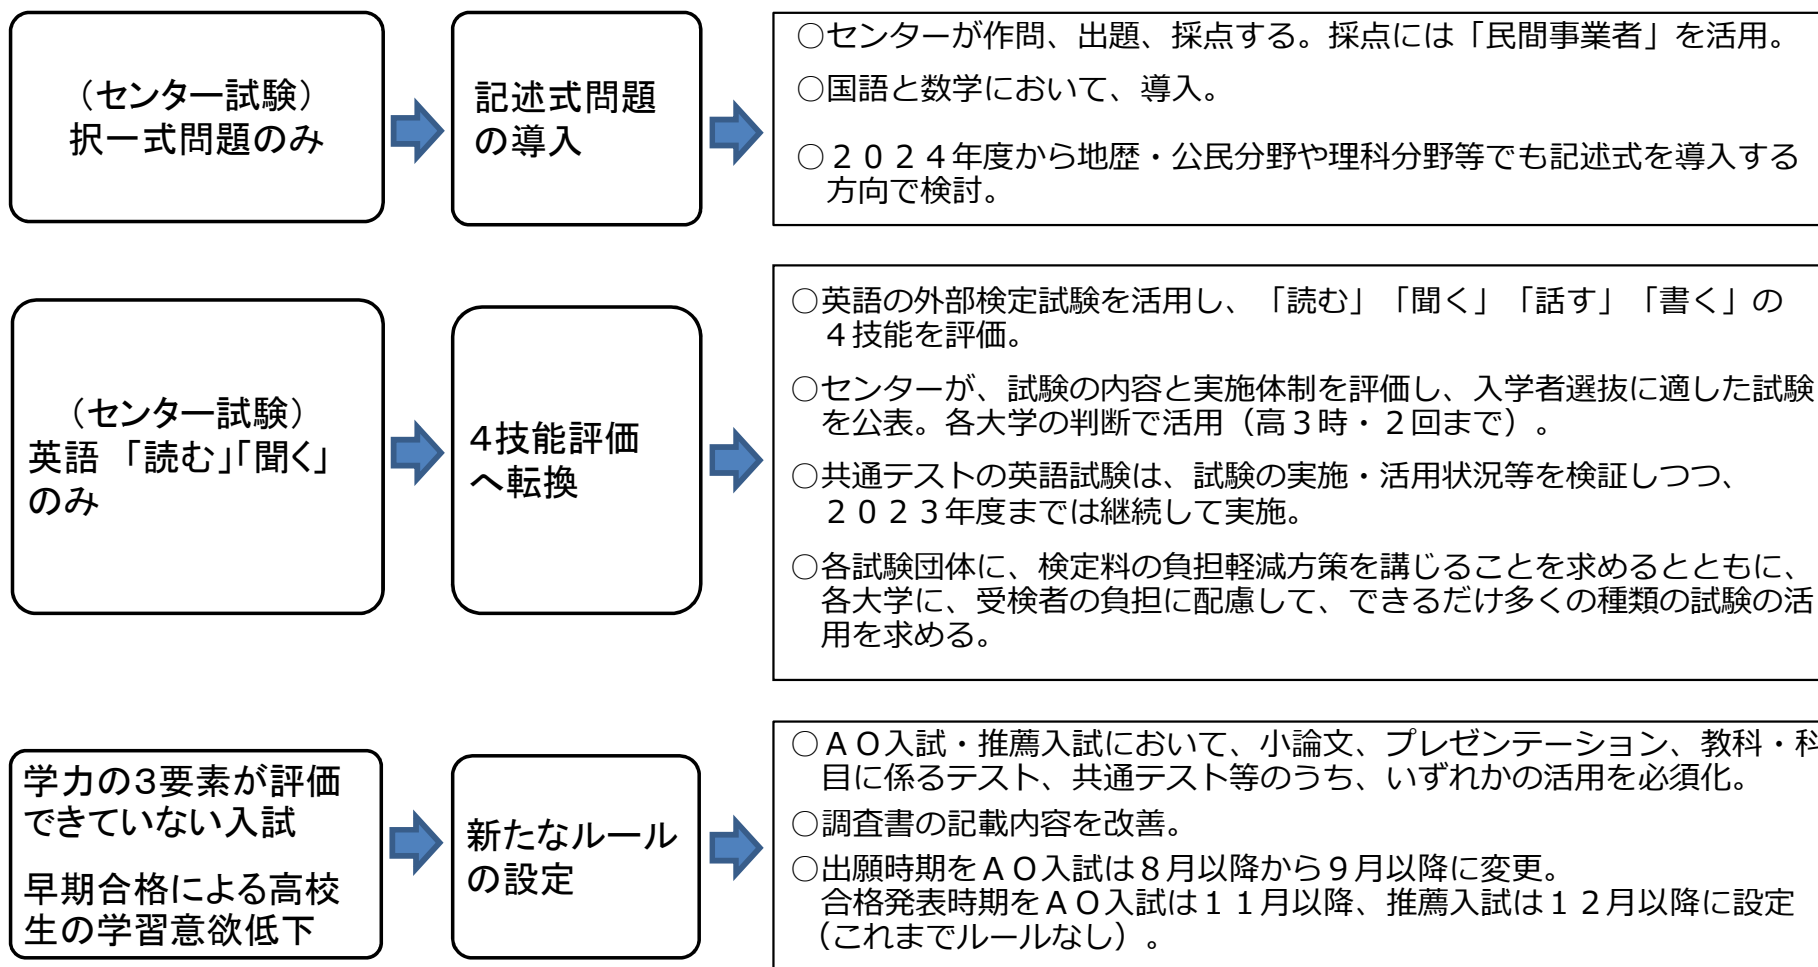 （センター試験）
択一式問題のみ
記述式問題
の導入
○センターが作問、出題、採点する。採点には「民間事業者」を活用。
○国語と数学において、導入。
○２０２４年度から地歴・公民分野や理科分野等でも記述式を導入する
方向で検討。
（センター試験）
英語 「読む」「聞く」
のみ
４技能評価
へ転換
○英語の外部検定試験を活用し、「読む」「聞く」「話す」「書く」の
４技能を評価。
○センターが、試験の内容と実施体制を評価し、入学者選抜に適した試験
を公表。各大学の判断で活用（高３時・２回まで）。
○共通テストの英語試験は、試験の実施・活用状況等を検証しつつ、
２０２３年度までは継続して実施。
○各試験団体に、検定料の負担軽減方策を講じることを求めるとともに、
各大学に、受検者の負担に配慮して、できるだけ多くの種類の試験の活
用を求める。
学力の３要素が評価
できていない入試
早期合格による高校
生の学習意欲低下
新たなルール
の設定
○ＡＯ入試・推薦入試において、小論文、プレゼンテーション、教科・科
目に係るテスト、共通テスト等のうち、いずれかの活用を必須化。
○調査書の記載内容を改善。
○出願時期をＡＯ入試は８月以降から９月以降に変更。
合格発表時期をＡＯ入試は１１月以降、推薦入試は１２月以降に設定
（これまでルールなし）。